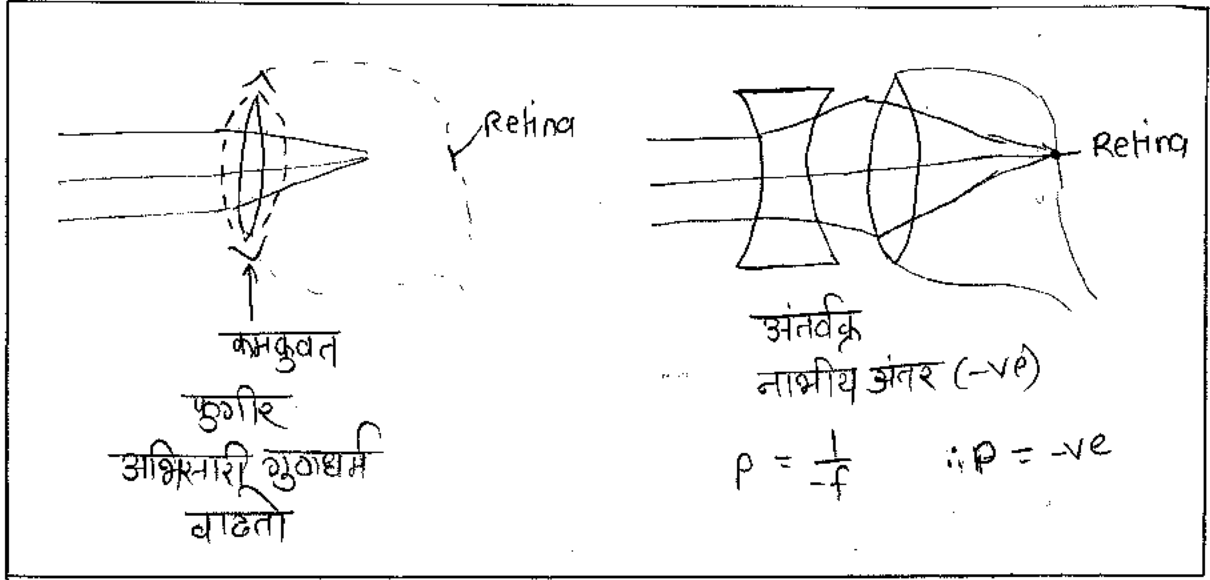 Retina
कमकुवत
फुगीर
अभिसारी गुणधर्म
वाढतो
Retina
अंतर्वक्र
नाभीय अंतर (-ve)
P = 1/-f ∴ P = -ve